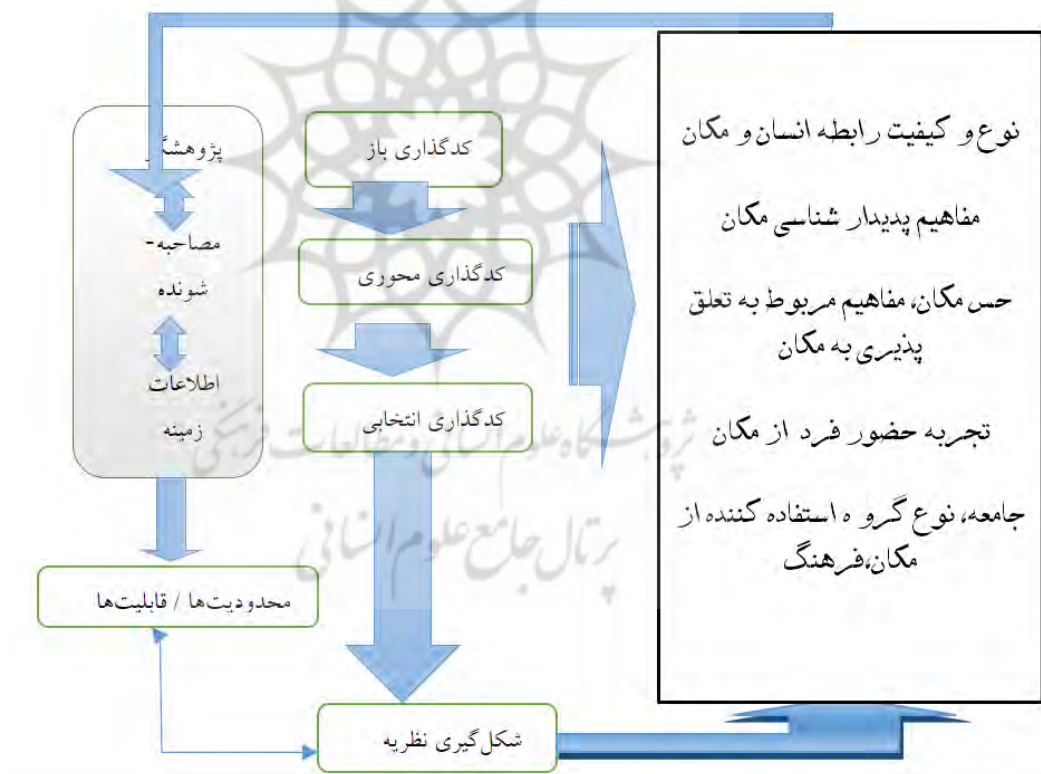 نوع و کیفیت رابطه انسان و مکان
مفاهیم پدیدار شناسی مکان
حس مکان، مفاهیم مربوط به تعلق
پذیری به مکان
تجربه حضور فرد از مکان
جامعه، نوع گروه استفاده کننده از
مکان،فرهنگ
کدگذاری باز
کدگذاری محوری
کدگذاری انتخابی
شکل‌گیری نظریه
مصاحبه-
شونده
اطلاعات
زمینه
محدودیت‌ها / قابلیت‌ها
پژوهشگاه علوم انسانی و مطالعات فرهنگی
پرتال جامع علوم انسانی